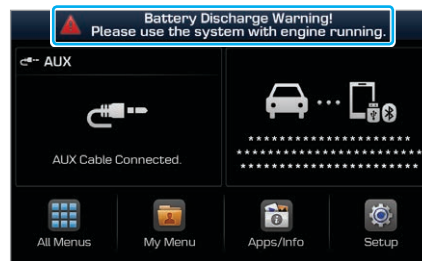 Battery Discharge Warning!
Please use the system with engine running.
AUX
AUX Cable Connected.
*********************
************************
***********************
All Menus
My Menu
Apps/Info
Setup